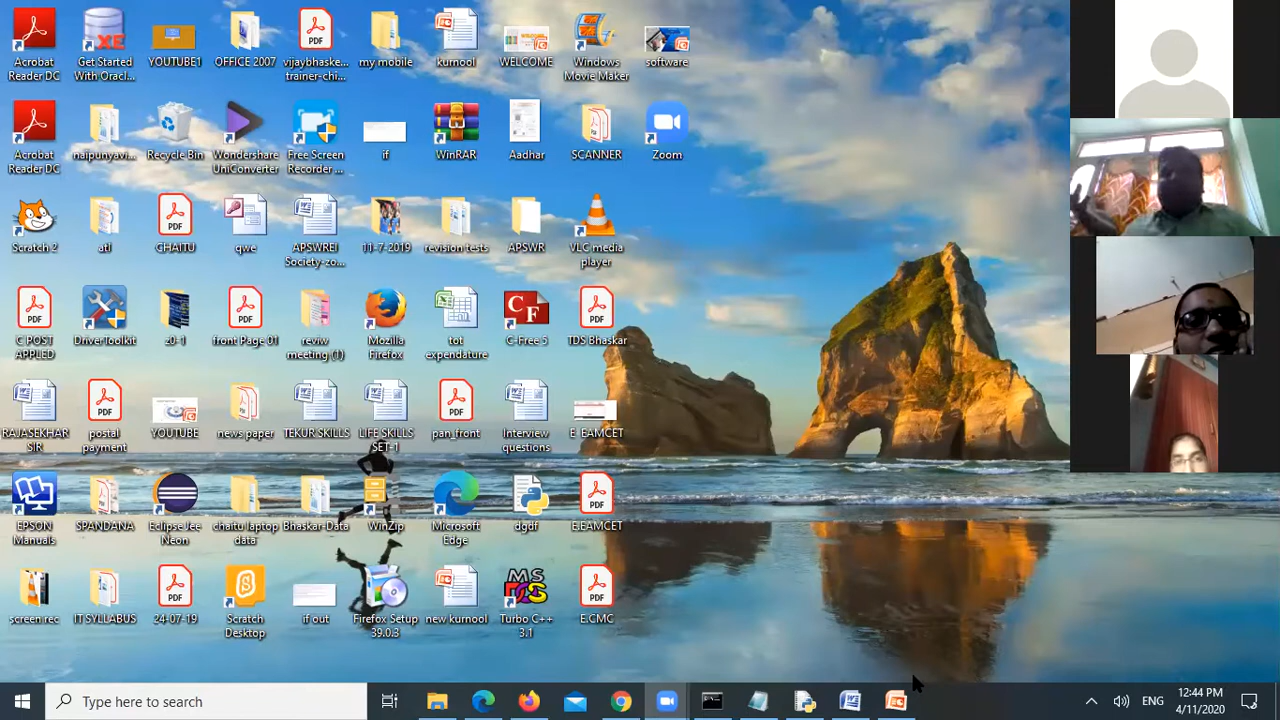 Acrobat
Reader DC
Get Started
With Oracl...
YOUTUBE1
OFFICE 2007
vijaybhaske...
trainer-chi...
my mobile
kurnool
WELCOME
Windows
Movie Maker
software
Acrobat
Reader DC
naipunyavi...
Recycle Bin
Wondershare
UniConverter
Free Screen
Recorder ...
if
WinRAR
Aadhar
SCANNER
Zoom
Scratch 2
atl
CHAITU
qwe
APSWREI
Society-zo...
11-7-2019
revision tests
APSWR
VLC media
player
C POST
APPLED
DriverToolkit
z0-1
front Page 01
reviw
meeting (1)
Mozilla
Firefox
tot
expendature
C-Free 5
TDS Bhaskar
RAJASEKHAR
SIR
postal
payment
YOUTUBE
news paper
TEKUR SKILLS
LIFE SKILLS
SET-1
pan_front
Interview
questions
E EAMCET
EPSON
Manuals
SPANDANA
EclipseJee
Neon
chaitu laptop
data
Bhaskar-Data
WinZip
Microsoft
Edge
dgdf
E.EAMCET
screen rec
IT SYLLABUS
24-07-19
Scratch
Desktop
if out
Firefox Setup
39.0.3
new kurnool
Turbo C++
3.1
E.CMC
Type here to search
ENG
12:44 PM
4/11/2020